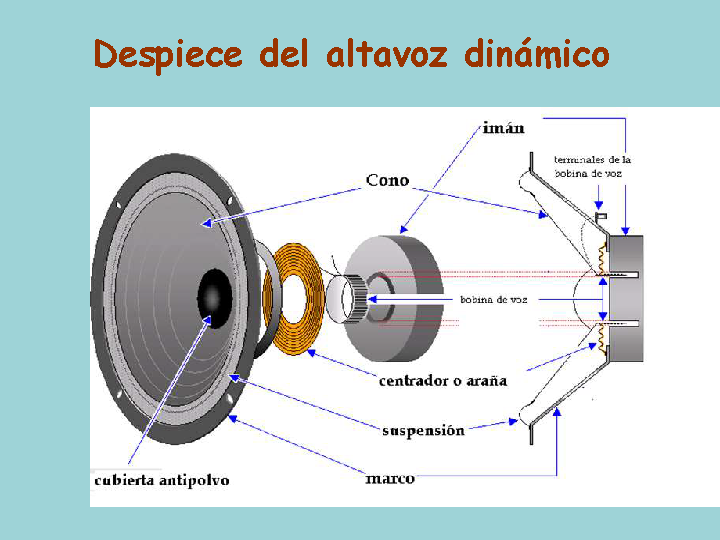 Despiece del altavoz dinámico
imán
terminales de la
bobina de voz
Cono
bobina de voz
centrador o araña
suspensión
cubierta antipolvo
marco